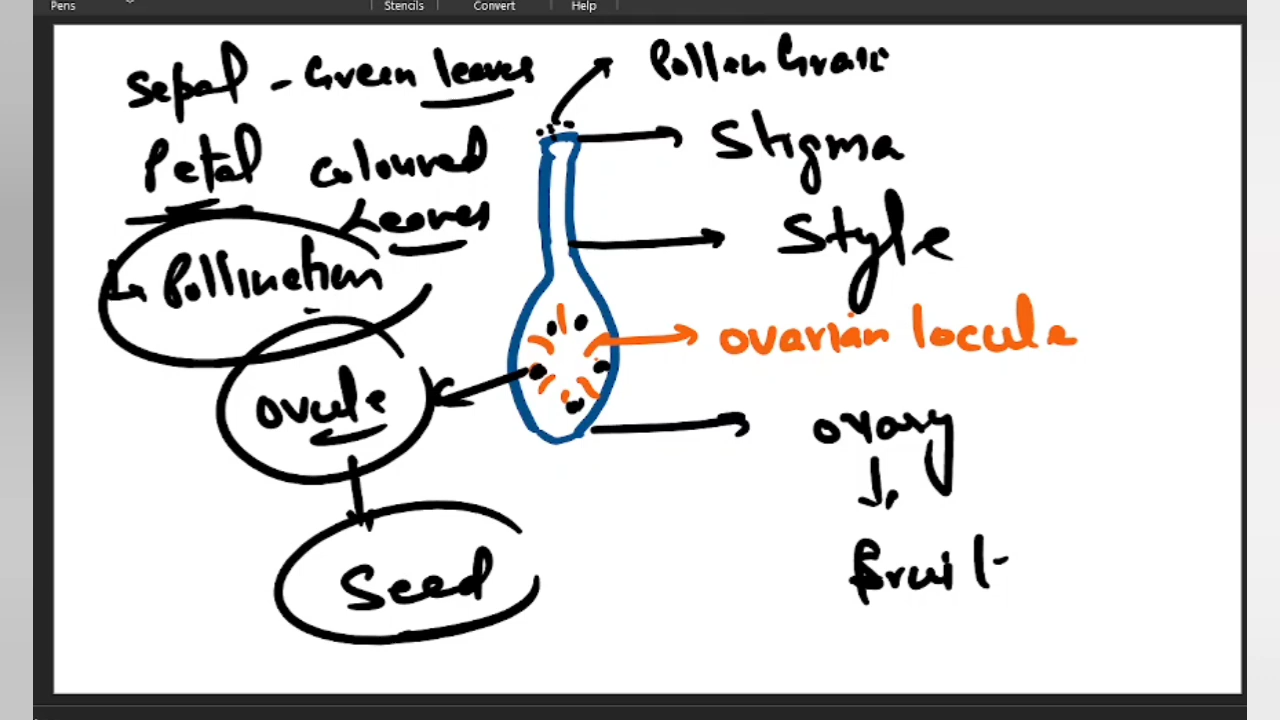 Pens Stencils Convert Help
Sepal - Green leaves
Petal coloured
Leaves
↳ Pollination
ovule
Seed
Pollen Grain
Stigma
Style
ovarian locule
ovary
↓
fruit